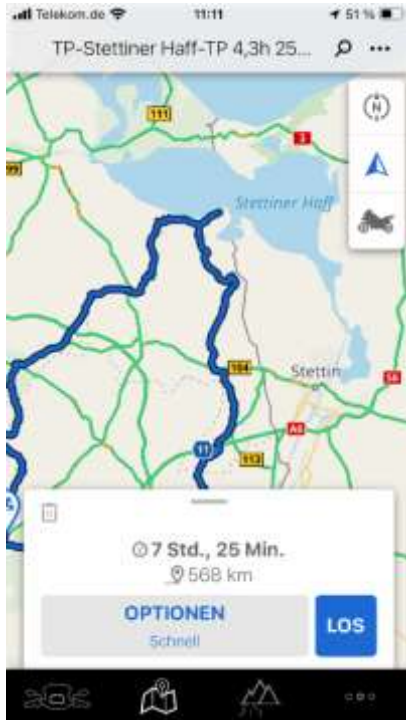 Telekom.de
11:11
51 %
TP-Stettiner Haff-TP 4,3h 25...
N
111
3
Stettiner Haff
104
Stettin
S6
A6
11
113
7 Std., 25 Min.
568 km
OPTIONEN
LOS
Schnell